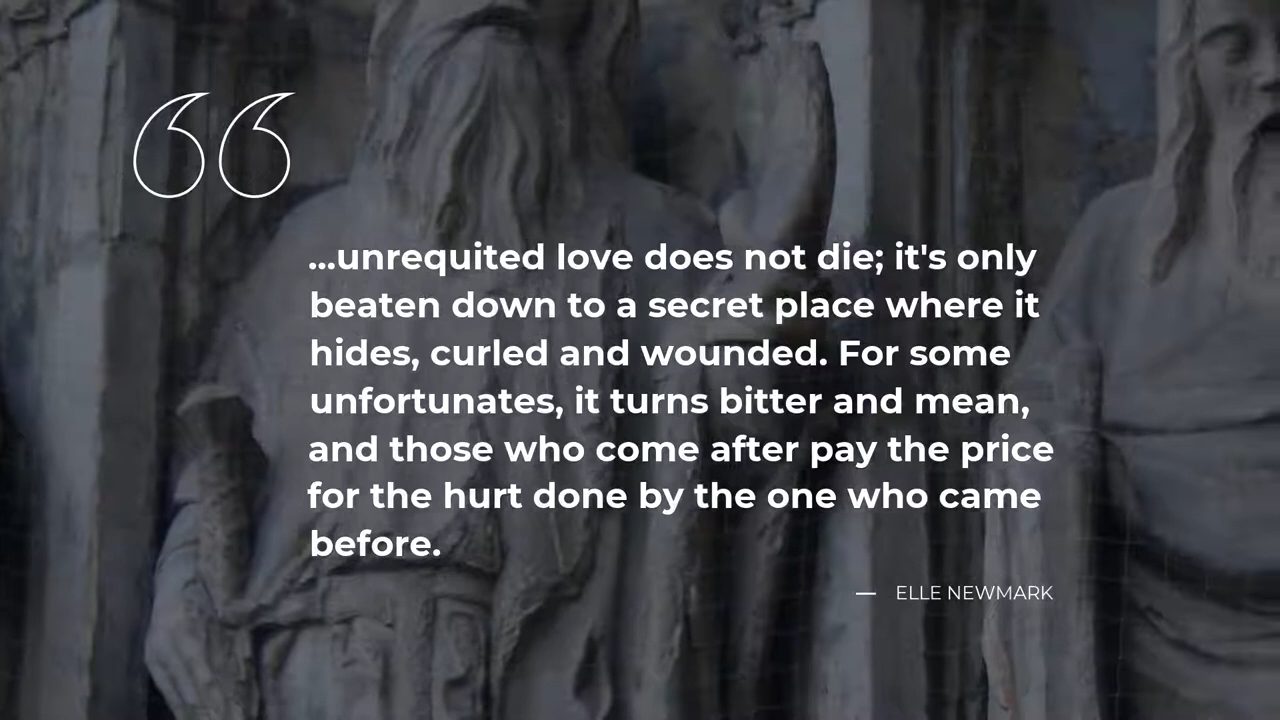 “
...unrequited love does not die; it's only
beaten down to a secret place where it
hides, curled and wounded. For some
unfortunates, it turns bitter and mean,
and those who come after pay the price
for the hurt done by the one who came
before.
— ELLE NEWMARK